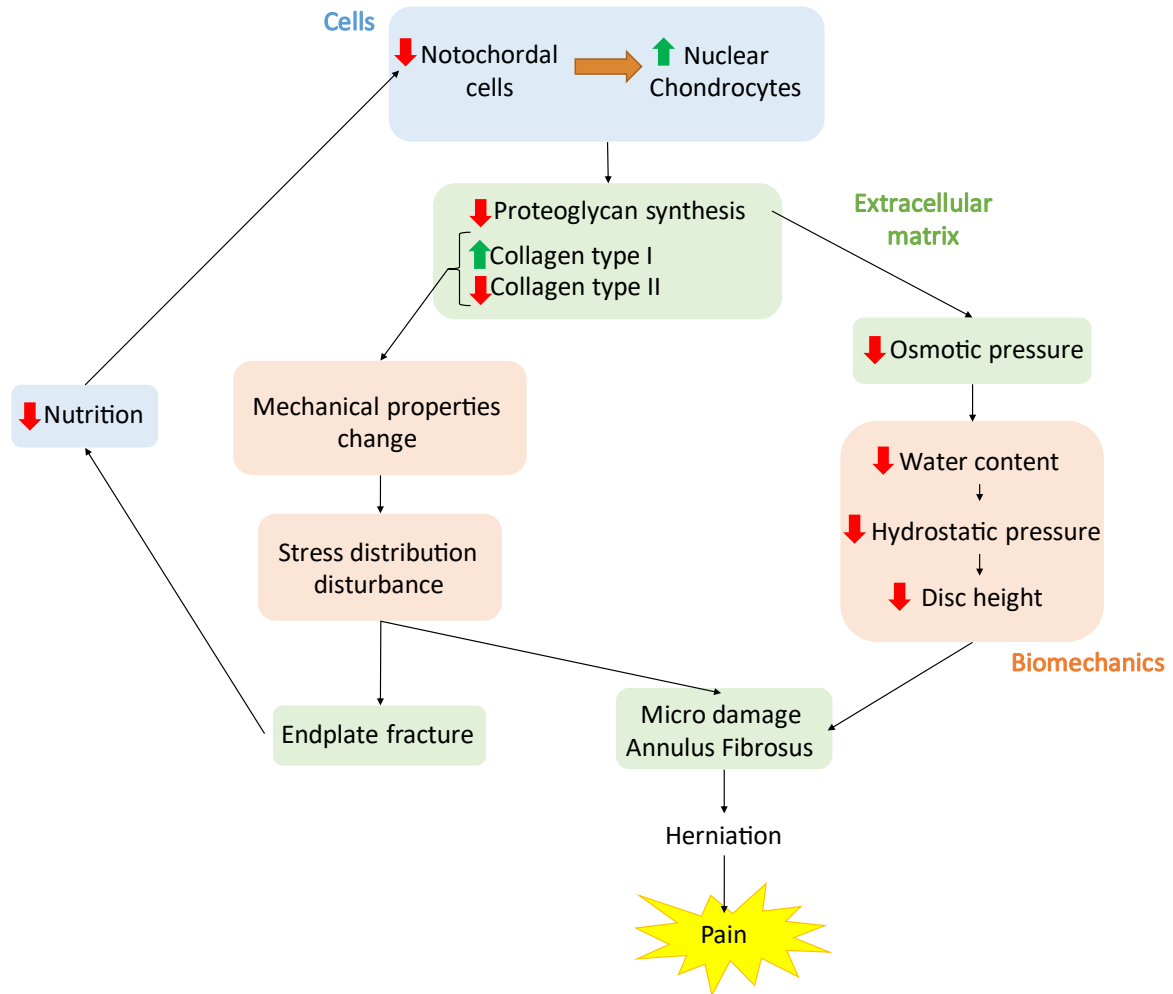 Cells
Notochordal
cells
Nuclear
Chondrocytes
Proteoglycan synthesis
Collagen type I
Collagen type II
Extracellular
matrix
Osmotic pressure
Nutrition
Mechanical properties
change
Water content
Hydrostatic pressure
Disc height
Stress distribution
disturbance
Biomechanics
Endplate fracture
Micro damage
Annulus Fibrosus
Herniation
Pain